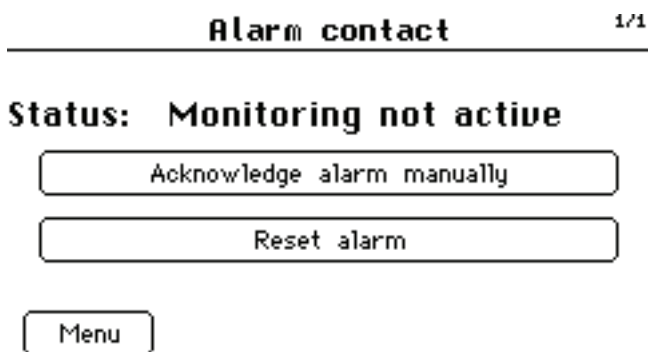 Alarm contact 1/1
Status: Monitoring not active
Acknowledge alarm manually
Reset alarm
Menu